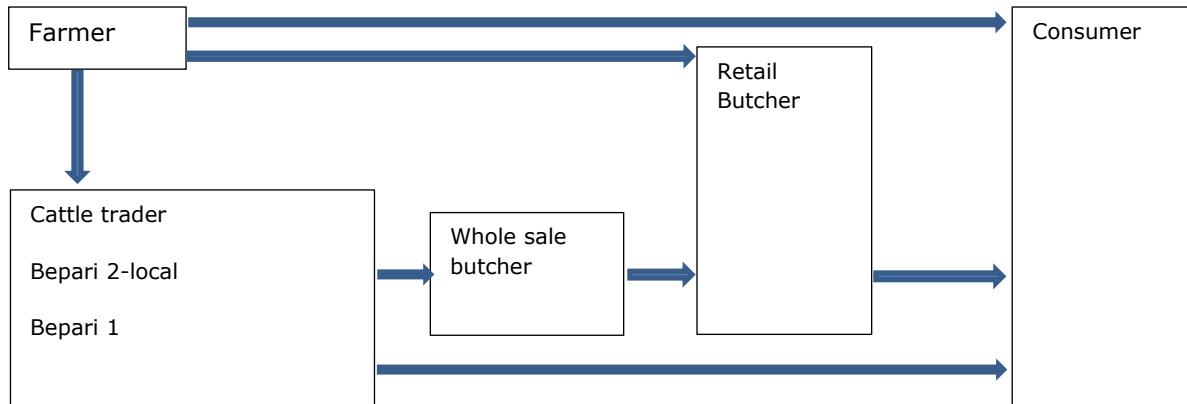 Farmer
Consumer
Retail
Butcher
Cattle trader
Bepari 2-local
Bepari 1
Whole sale
butcher